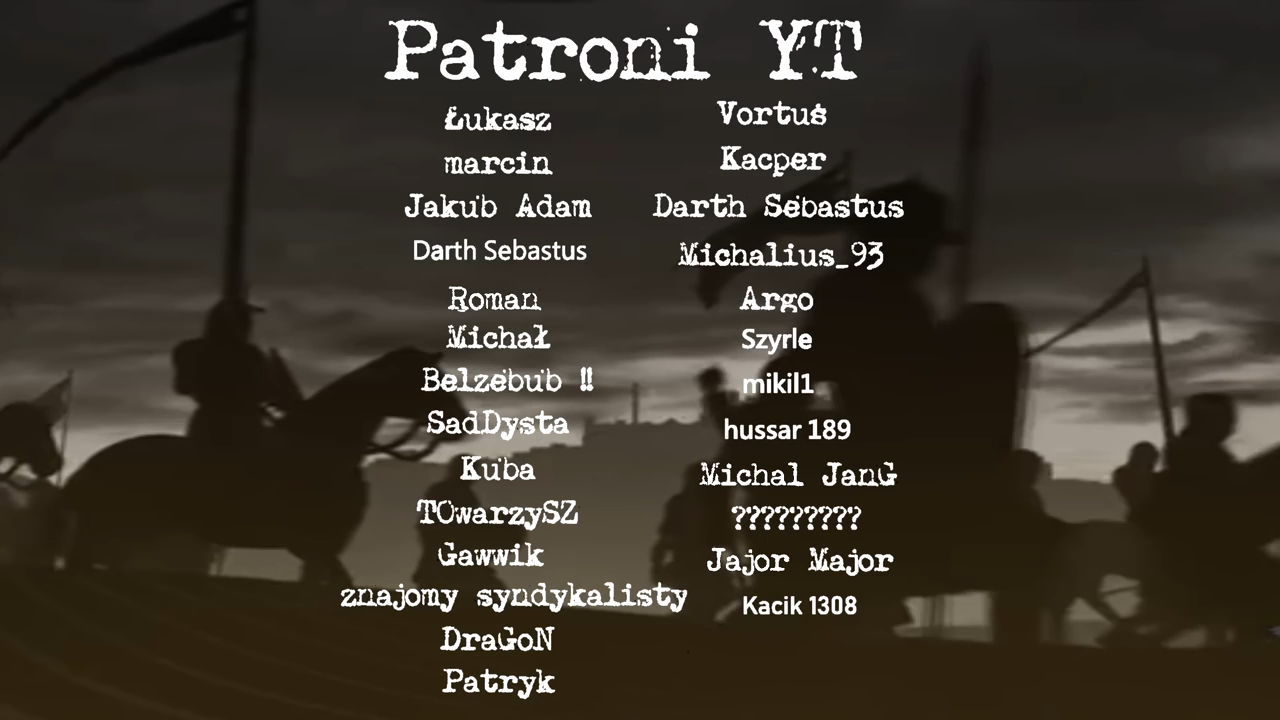 Patroni YT
Łukasz
marcin
Jakub Adam
Darth Sebastus
Roman
Michał
Belzebub !!
SadDysta
Kuba
TOwarzySZ
Gawwik
znajomy syndykalisty
DraGoN
Patryk
Vortuś
Kacper
Darth Sebastus
Michalius_93
Argo
Szyrle
mikil1
hussar 189
Michal JanG
?????????
Jajor Major
Kacik 1308